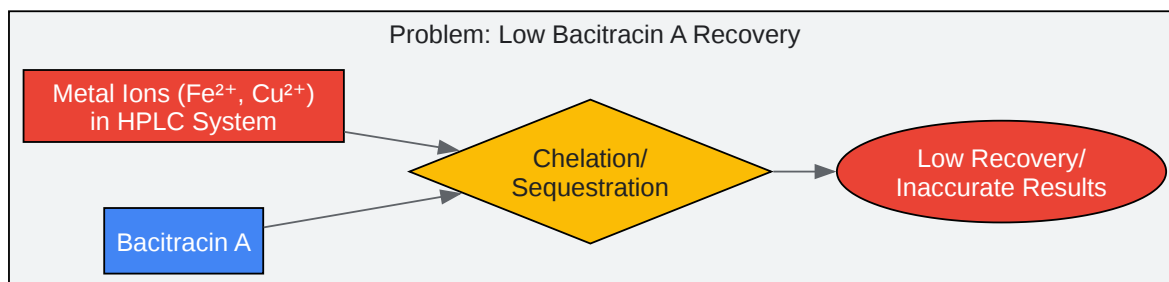 Problem: Low Bacitracin A Recovery
Metal Ions (Fe²⁺, Cu²⁺)
in HPLC System
Chelation/
Sequestration
Low Recovery/
Inaccurate Results
Bacitracin A